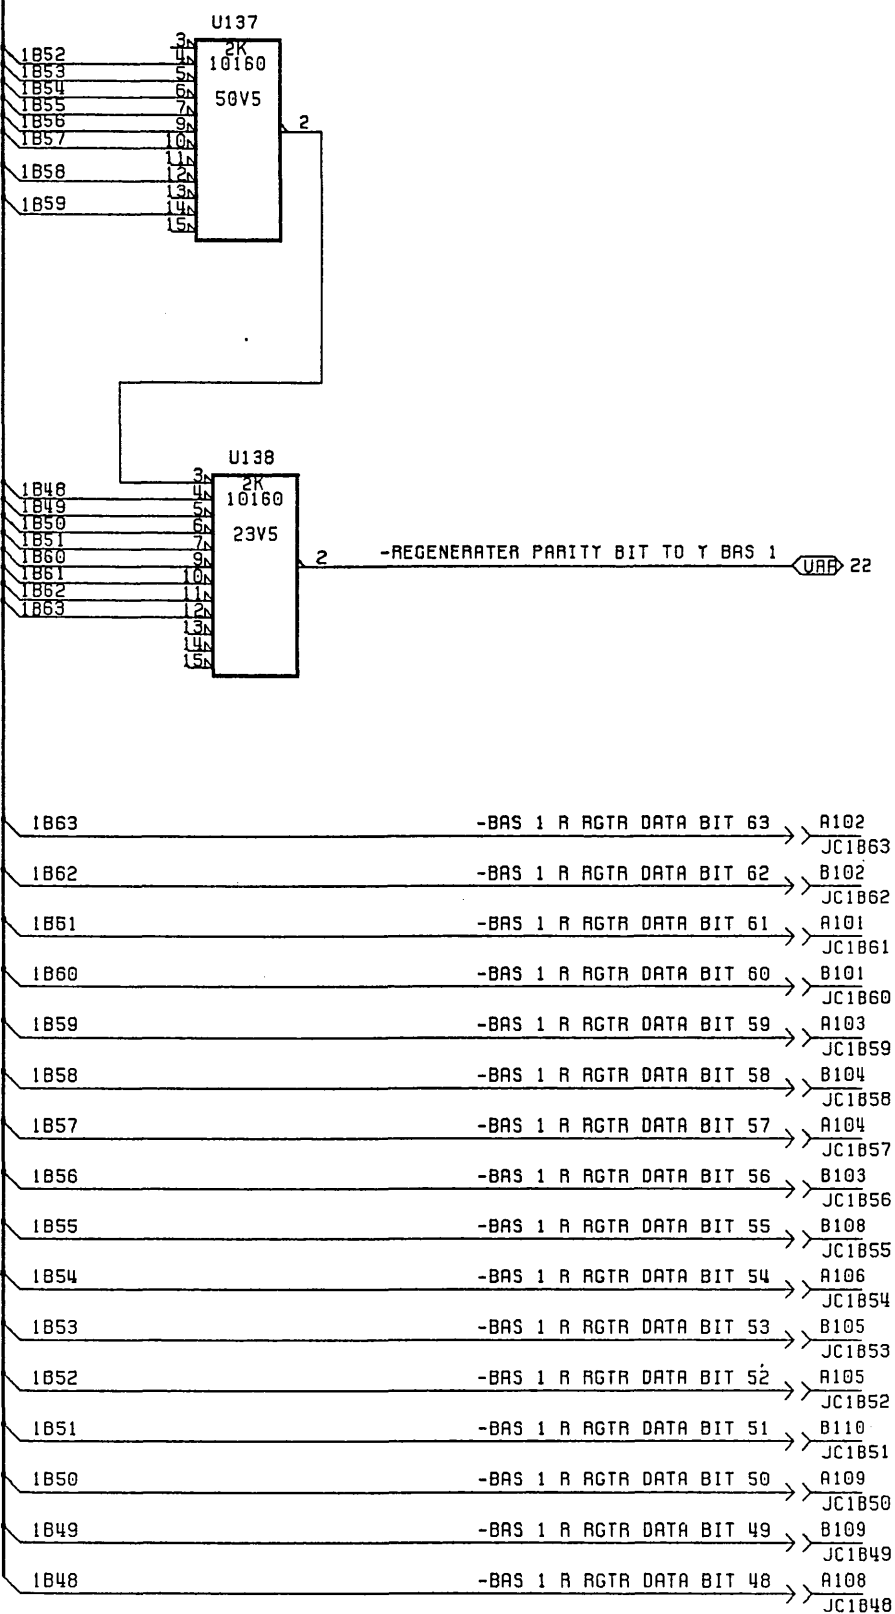 U137
3 2K
1B52 4 10160
1B53 5
1B54 6 50V5
1B55 7
1B56 9 2
1B57 10
11
1B58 12
13
1B59 14
15
U138
3 2K
1B48 4 10160
1B49 5
1B50 6 23V5
1B51 7
1B60 9 2 -REGENERATER PARITY BIT TO Y BAS 1 UAA 22
1B61 10
1B62 11
1B63 12
13
14
15
1B63 -BAS 1 R RGTR DATA BIT 63 A102
JC1B63
1B62 -BAS 1 R RGTR DATA BIT 62 B102
JC1B62
1B61 -BAS 1 R RGTR DATA BIT 61 A101
JC1B61
1B60 -BAS 1 R RGTR DATA BIT 60 B101
JC1B60
1B59 -BAS 1 R RGTR DATA BIT 59 A103
JC1B59
1B58 -BAS 1 R RGTR DATA BIT 58 B104
JC1B58
1B57 -BAS 1 R RGTR DATA BIT 57 A104
JC1B57
1B56 -BAS 1 R RGTR DATA BIT 56 B103
JC1B56
1B55 -BAS 1 R RGTR DATA BIT 55 B108
JC1B55
1B54 -BAS 1 R RGTR DATA BIT 54 A106
JC1B54
1B53 -BAS 1 R RGTR DATA BIT 53 B105
JC1B53
1B52 -BAS 1 R RGTR DATA BIT 52 A105
JC1B52
1B51 -BAS 1 R RGTR DATA BIT 51 B110
JC1B51
1B50 -BAS 1 R RGTR DATA BIT 50 A109
JC1B50
1B49 -BAS 1 R RGTR DATA BIT 49 B109
JC1B49
1B48 -BAS 1 R RGTR DATA BIT 48 A108
JC1B48